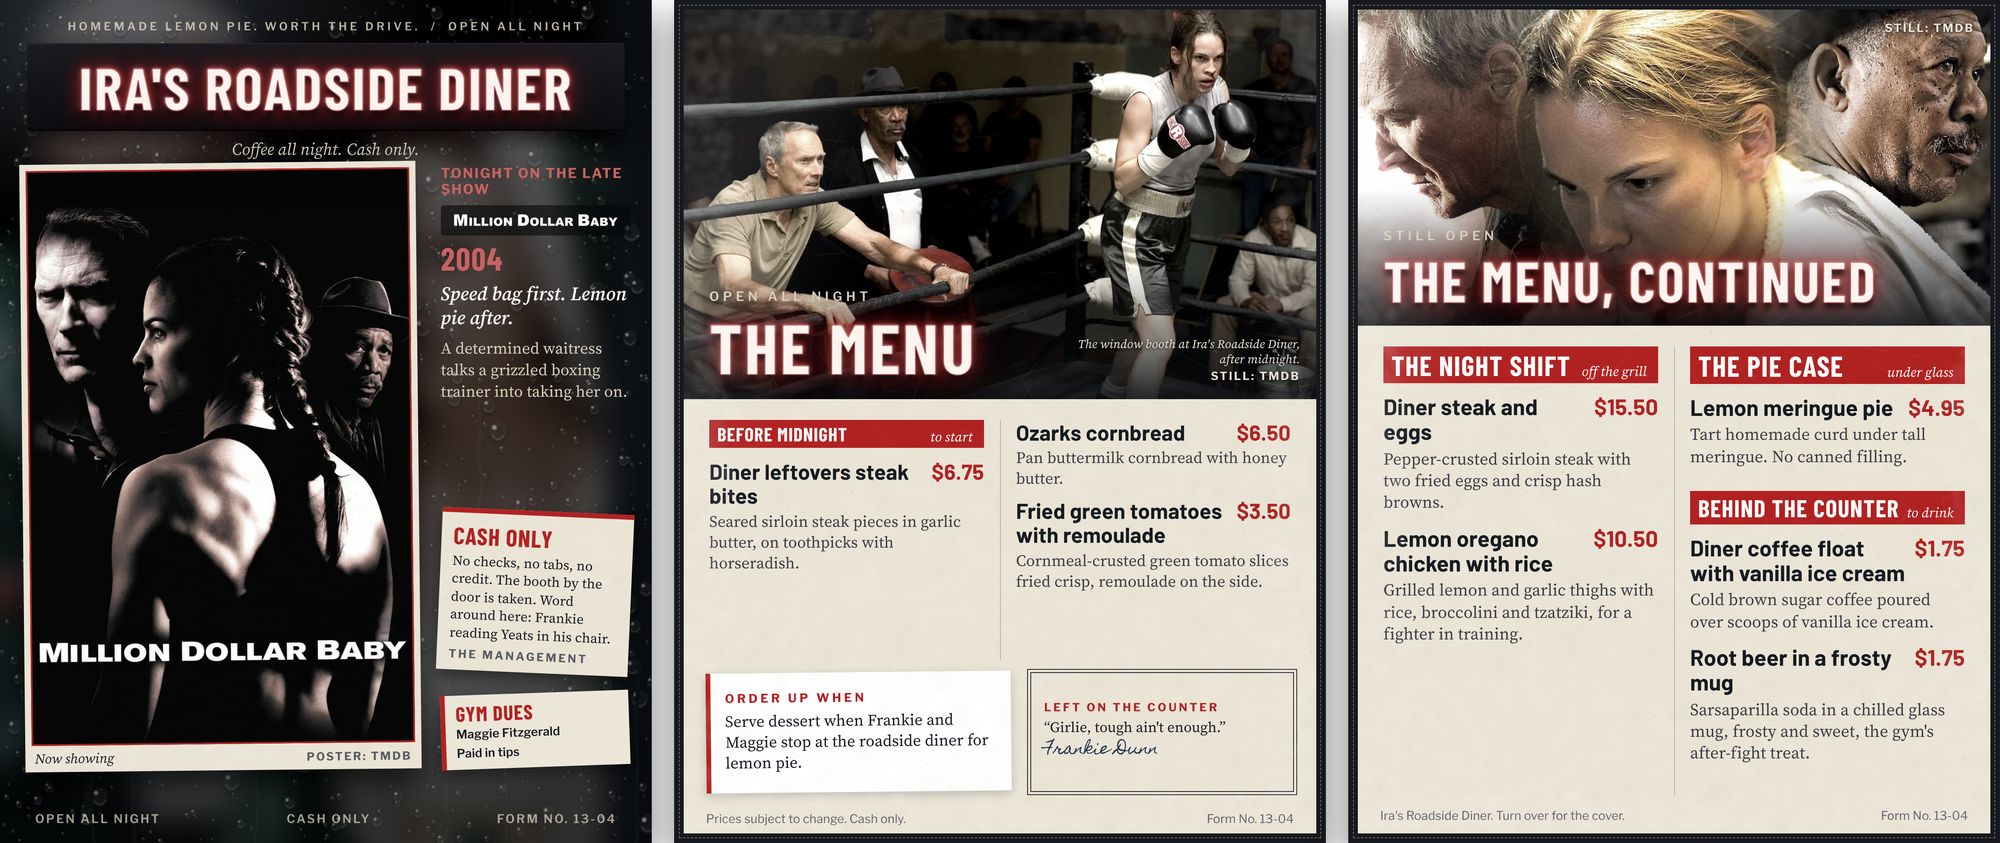 HOMEMADE LEMON PIE. WORTH THE DRIVE. / OPEN ALL NIGHT
IRA'S ROADSIDE DINER
Coffee all night. Cash only.
TONIGHT ON THE LATE
SHOW
MILLION DOLLAR BABY
2004
Speed bag first. Lemon
pie after.
A determined waitress
talks a grizzled boxing
trainer into taking her on.
MILLION DOLLAR BABY
Now showing
POSTER: TMDB
CASH ONLY
No checks, no tabs, no
credit. The booth by the
door is taken. Word
around here: Frankie
reading Yeats in his chair.
THE MANAGEMENT
GYM DUES
Maggie Fitzgerald
Paid in tips
OPEN ALL NIGHT
CASH ONLY
FORM NO. 13-04
OPEN ALL NIGHT
THE MENU
The window booth at Ira's Roadside Diner,
after midnight.
STILL: TMDB
BEFORE MIDNIGHT
to start
Diner leftovers steak
bites
$6.75
Seared sirloin steak pieces in garlic
butter, on toothpicks with
horseradish.
Ozarks cornbread $6.50
Pan buttermilk cornbread with honey
butter.
Fried green tomatoes
with remoulade
$3.50
Cornmeal-crusted green tomato slices
fried crisp, remoulade on the side.
ORDER UP WHEN
Serve dessert when Frankie and
Maggie stop at the roadside diner for
lemon pie.
LEFT ON THE COUNTER
“Girlie, tough ain't enough.”
Frankie Dunn
Prices subject to change. Cash only.
Form No. 13-04
STILL: TMDB
STILL OPEN
THE MENU, CONTINUED
THE NIGHT SHIFT
off the grill
Diner steak and
eggs
$15.50
Pepper-crusted sirloin steak with
two fried eggs and crisp hash
browns.
Lemon oregano
chicken with rice
$10.50
Grilled lemon and garlic thighs with
rice, broccolini and tzatziki, for a
fighter in training.
THE PIE CASE
under glass
Lemon meringue pie $4.95
Tart homemade curd under tall
meringue. No canned filling.
BEHIND THE COUNTER
to drink
Diner coffee float
with vanilla ice cream
$1.75
Cold brown sugar coffee poured
over scoops of vanilla ice cream.
Root beer in a frosty
mug
$1.75
Sarsaparilla soda in a chilled glass
mug, frosty and sweet, the gym's
after-fight treat.
Ira's Roadside Diner. Turn over for the cover.
Form No. 13-04